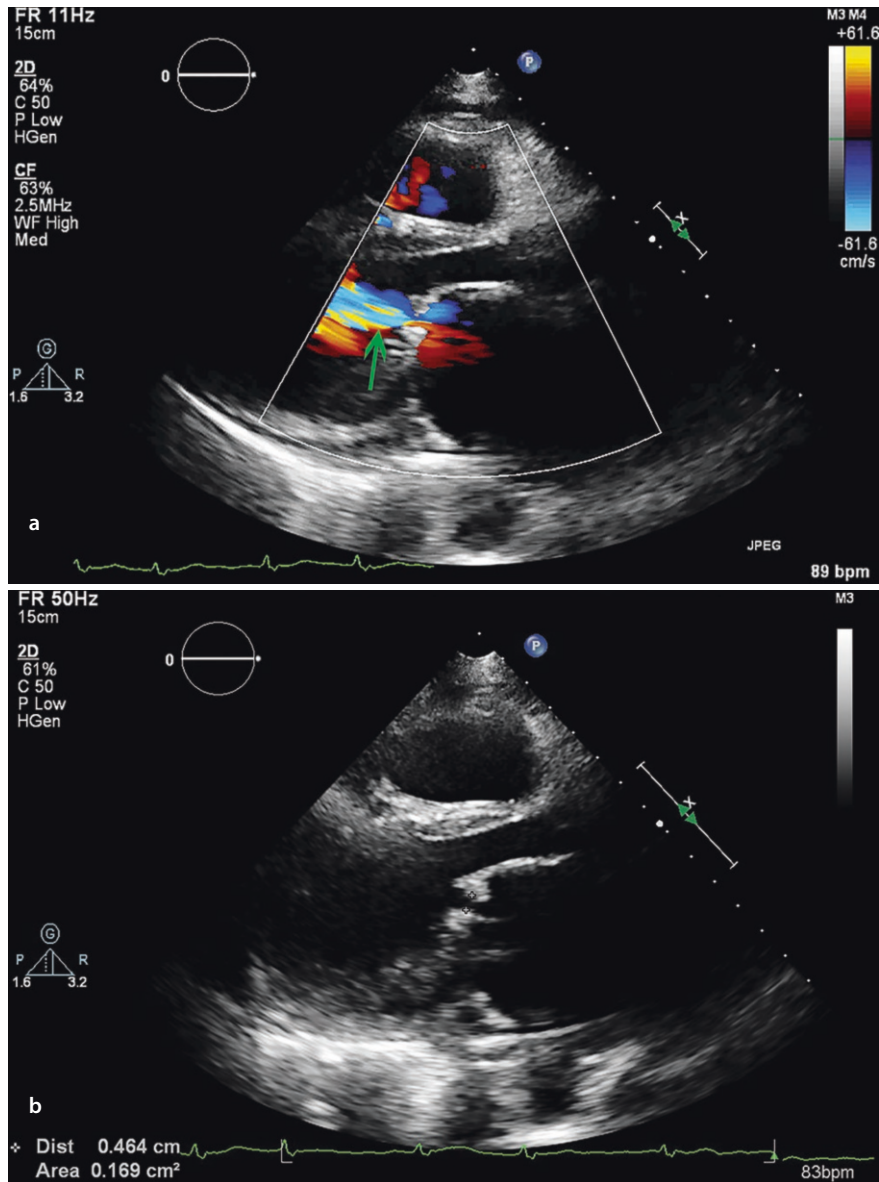 FR 11Hz
15cm
M3 M4
+61.6
2D
64%
C 50
P Low
HGen
CF
63%
2.5MHz
WF High
Med
0
P
-61.6
cm/s
G
P R
1.6 3.2
X
a
JPEG
89 bpm
FR 50Hz
15cm
M3
2D
61%
C 50
P Low
HGen
0
P
X
G
P R
1.6 3.2
b
Dist 0.464 cm
Area 0.169 cm²
83bpm